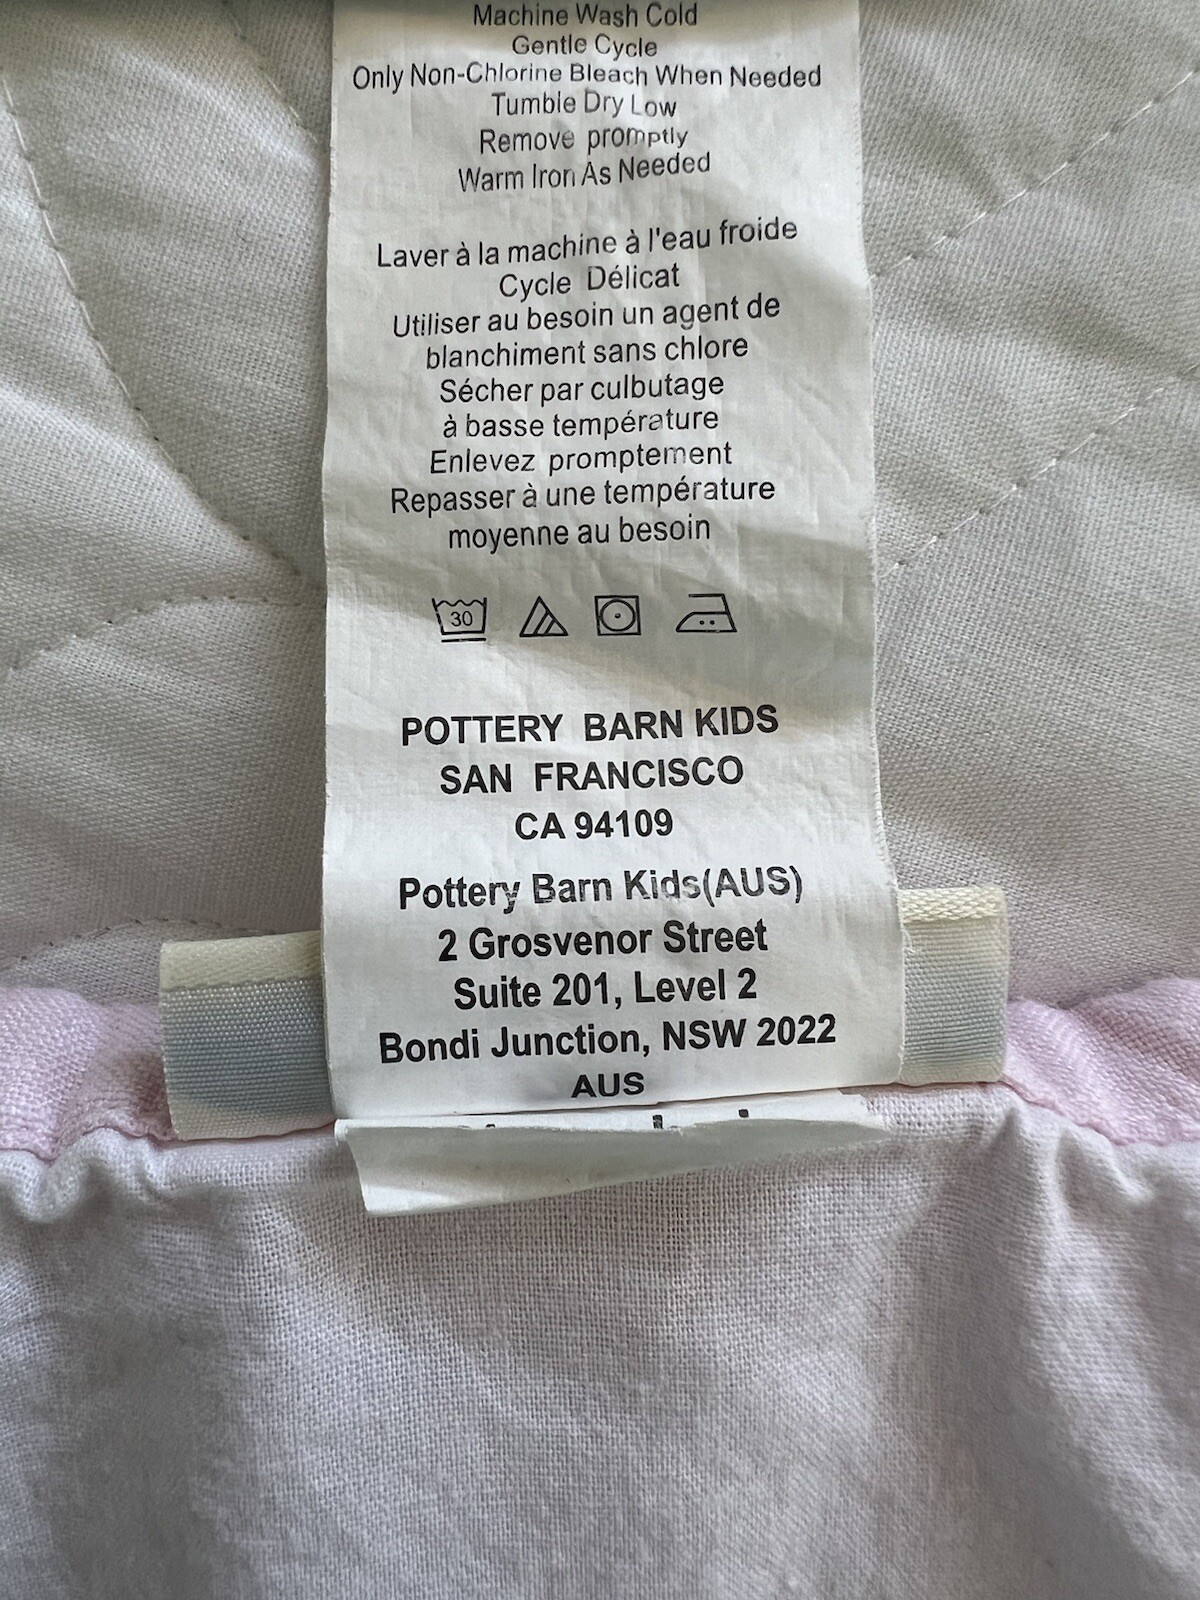 Machine Wash Cold
Gentle Cycle
Only Non-Chlorine Bleach When Needed
Tumble Dry Low
Remove promptly
Warm Iron As Needed
Laver à la machine à l'eau froide
Cycle Délicat
Utiliser au besoin un agent de
blanchiment sans chlore
Sécher par culbutage
à basse température
Enlevez promptement
Repasser à une température
moyenne au besoin
30
POTTERY BARN KIDS
SAN FRANCISCO
CA 94109
Pottery Barn Kids(AUS)
2 Grosvenor Street
Suite 201, Level 2
Bondi Junction, NSW 2022
AUS